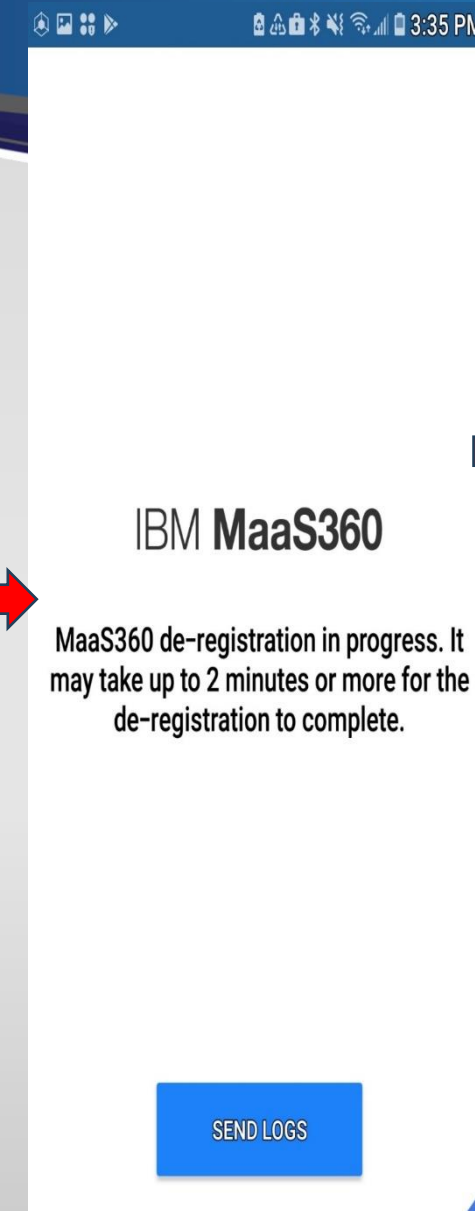 3:35 PM
IBM MaaS360
MaaS360 de-registration in progress. It
may take up to 2 minutes or more for the
de-registration to complete.
SEND LOGS